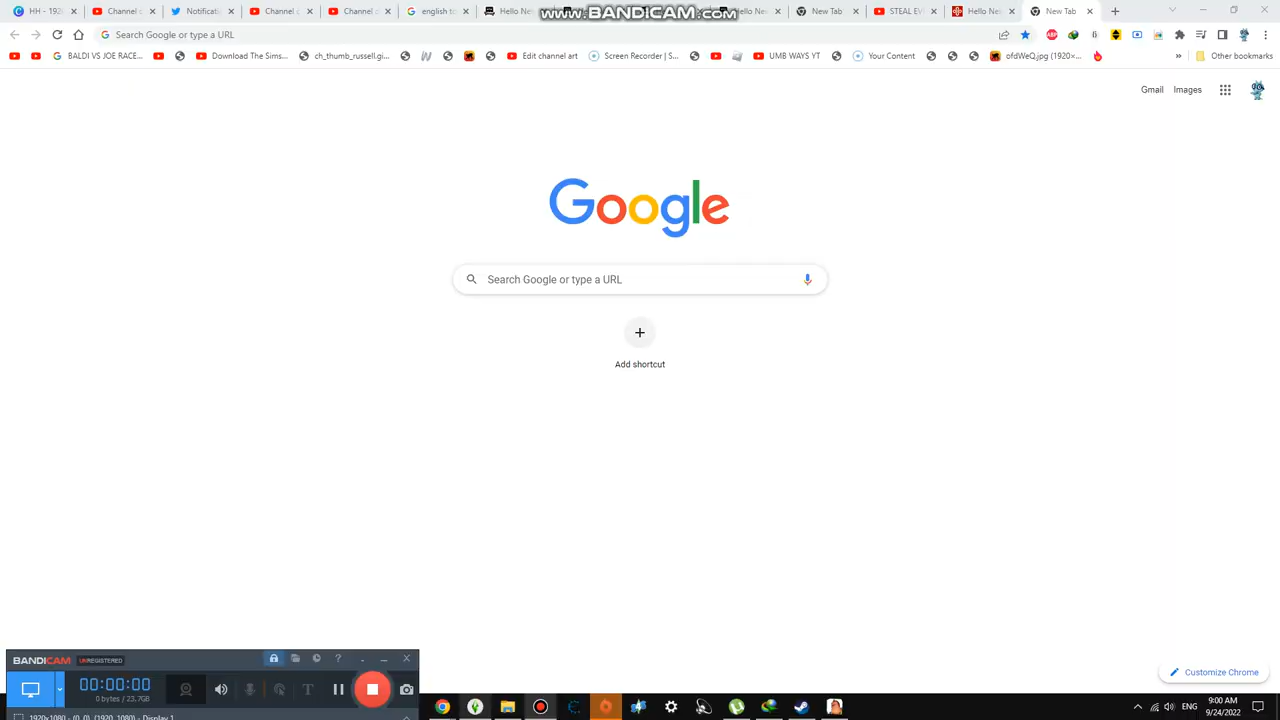 HH - 192
Channel c
Notificati
Channel c
Channel c
english to
Hello Ne
www.BANDICAM.com
Hello Nei
New Tab
STEAL EV
Hello Nei
New Tab
Search Google or type a URL
BALDI VS JOE RACE...
Download The Sims...
ch_thumb_russell.gi...
Edit channel art
Screen Recorder | S...
UMB WAYS YT
Your Content
ofdWeQ.jpg (1920×...
Other bookmarks
Gmail
Images
Google
Search Google or type a URL
Add shortcut
Customize Chrome
BANDICAM UNREGISTERED
00:00:00
0 bytes / 23.7GB
1920x1080 - (0, 0), (1920, 1080) - Display 1
ENG
9:00 AM
9/24/2022